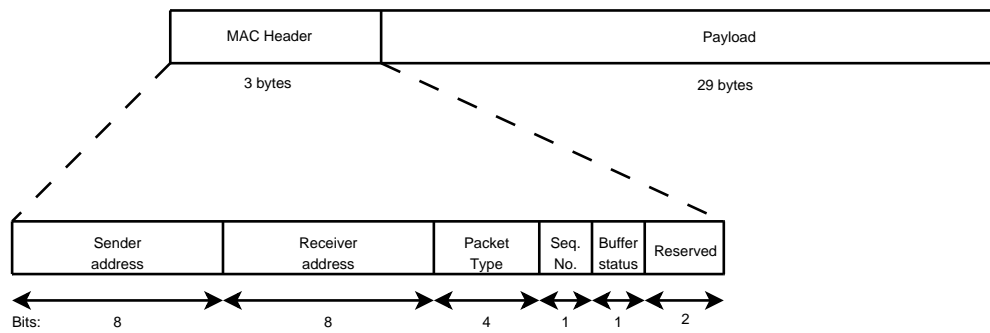 MAC Header
Payload
3 bytes
29 bytes
Sender
address
Receiver
address
Packet
Type
Seq.
No.
Buffer
status
Reserved
Bits: 8 8 4 1 1 2